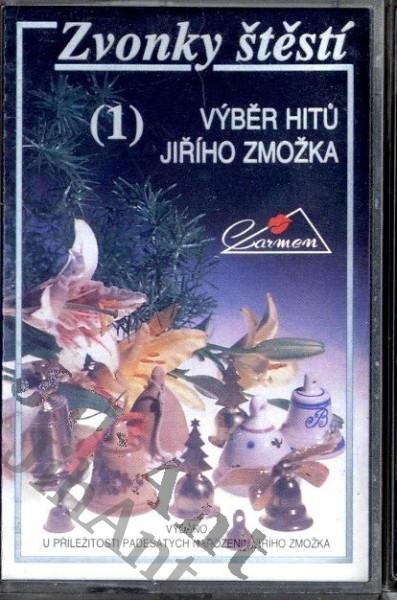 Zvonky štěstí
(1)
VÝBĚR HITŮ
JIŘÍHO ZMOŽKA
Carmen
B
VYDÁNO
U PŘÍLEŽITOSTI PADESÁTÝCH NAROZENIN JIŘÍHO ZMOŽKA